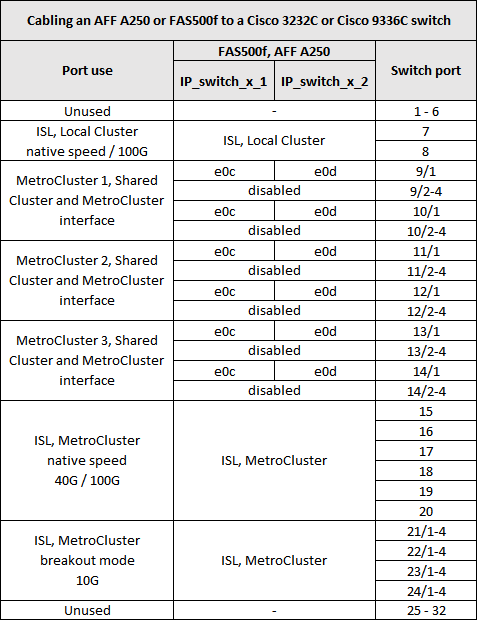 Cabling an AFF A250 or FAS500f to a Cisco 3232C or Cisco 9336C switch
Port use
FAS500f, AFF A250
Switch port
IP_switch_x_1
IP_switch_x_2
Unused
-
1 - 6
ISL, Local Cluster
native speed / 100G
ISL, Local Cluster
7
8
MetroCluster 1, Shared
Cluster and MetroCluster
interface
e0c
e0d
9/1
disabled
9/2-4
e0c
e0d
10/1
disabled
10/2-4
MetroCluster 2, Shared
Cluster and MetroCluster
interface
e0c
e0d
11/1
disabled
11/2-4
e0c
e0d
12/1
disabled
12/2-4
MetroCluster 3, Shared
Cluster and MetroCluster
interface
e0c
e0d
13/1
disabled
13/2-4
e0c
e0d
14/1
disabled
14/2-4
ISL, MetroCluster
native speed
40G / 100G
ISL, MetroCluster
15
16
17
18
19
20
ISL, MetroCluster
breakout mode
10G
ISL, MetroCluster
21/1-4
22/1-4
23/1-4
24/1-4
Unused
-
25 - 32